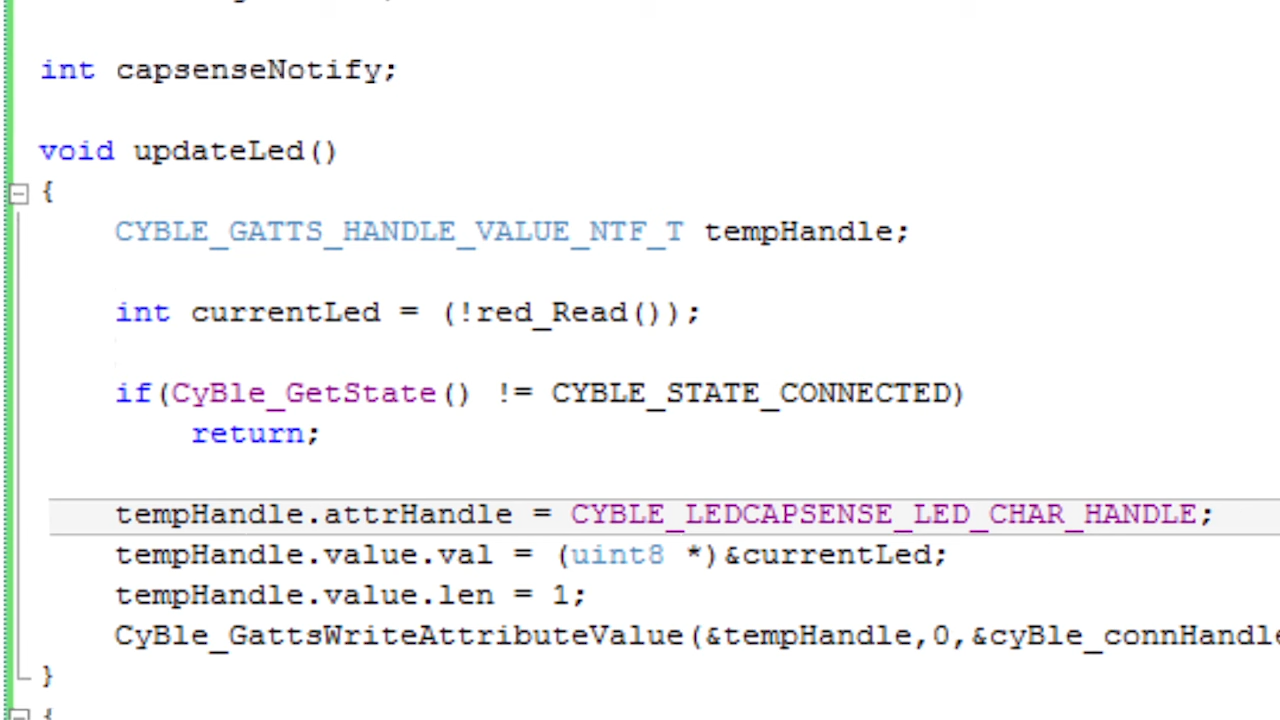 int capsenseNotify;
void updateLed()
{
CYBLE_GATTS_HANDLE_VALUE_NTF_T tempHandle;
int currentLed = (!red_Read());
if(CyBle_GetState() != CYBLE_STATE_CONNECTED)
return;
tempHandle.attrHandle = CYBLE_LEDCAPSENSE_LED_CHAR_HANDLE;
tempHandle.value.val = (uint8 *)&currentLed;
tempHandle.value.len = 1;
CyBle_GattsWriteAttributeValue(&tempHandle,0,&cyBle_connHandle
}
{